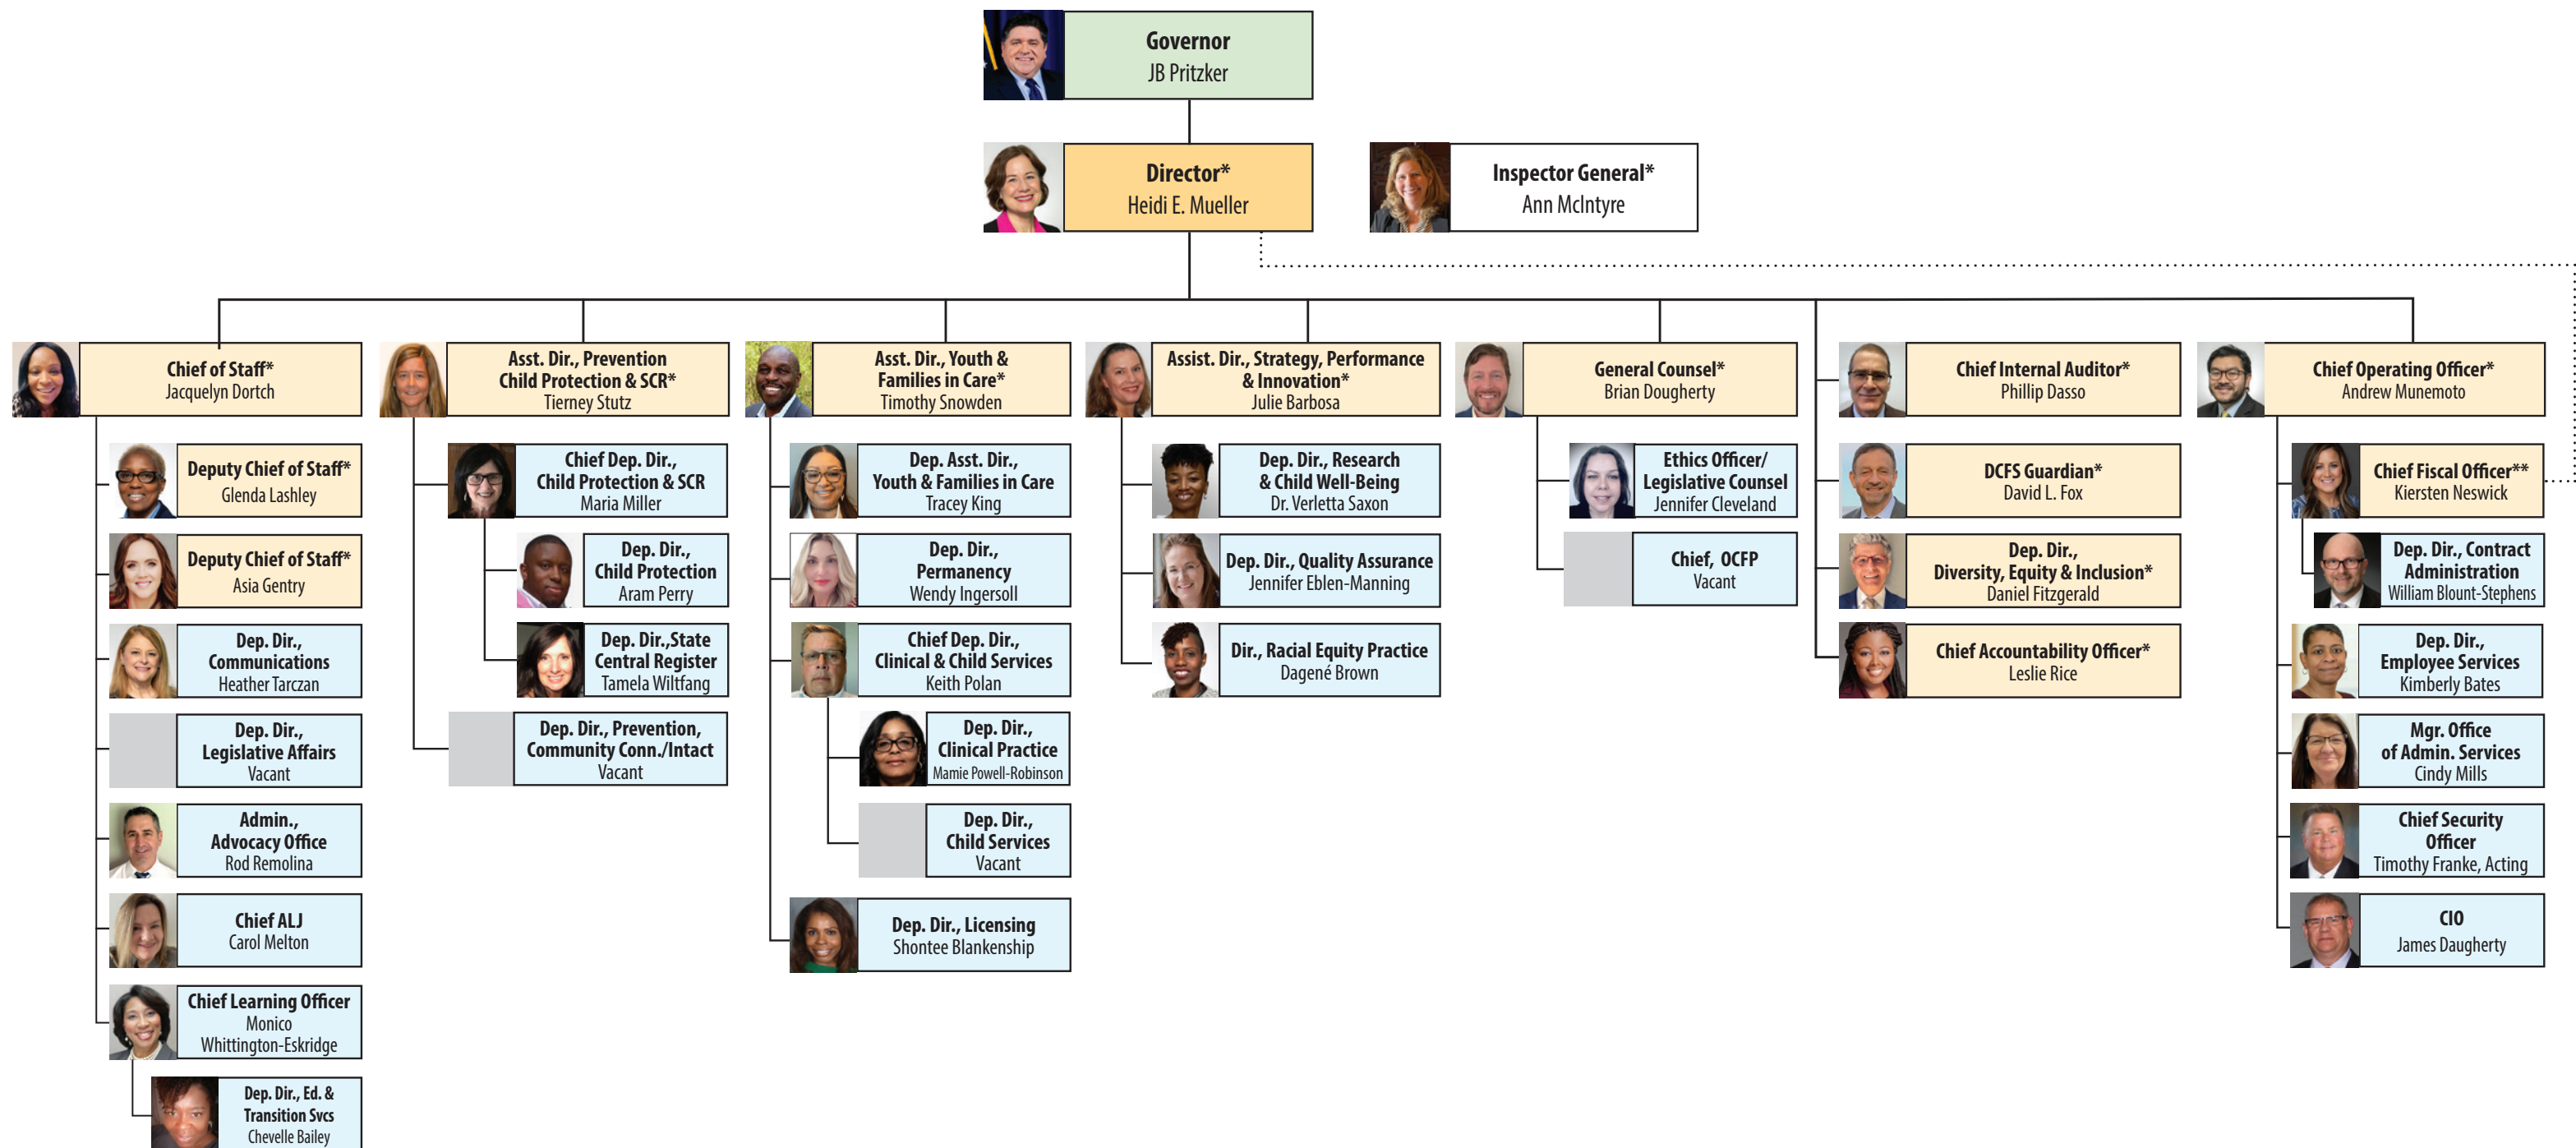 Governor
JB Pritzker
Director*
Heidi E. Mueller
Inspector General*
Ann McIntyre
Chief of Staff*
Jacquelyn Dortch
Deputy Chief of Staff*
Glenda Lashley
Deputy Chief of Staff*
Asia Gentry
Dep. Dir.,
Communications
Heather Tarczan
Dep. Dir.,
Legislative Affairs
Vacant
Admin.,
Advocacy Office
Rod Remolina
Chief ALJ
Carol Melton
Chief Learning Officer
Monico
Whittington-Eskridge
Dep. Dir., Ed. &
Transition Svcs
Chevelle Bailey
Asst. Dir., Prevention
Child Protection & SCR*
Tierney Stutz
Chief Dep. Dir.,
Child Protection & SCR
Maria Miller
Dep. Dir.,
Child Protection
Aram Perry
Dep. Dir.,State
Central Register
Tamela Wiltfang
Dep. Dir., Prevention,
Community Conn./Intact
Vacant
Asst. Dir., Youth &
Families in Care*
Timothy Snowden
Dep. Asst. Dir.,
Youth & Families in Care
Tracey King
Dep. Dir.,
Permanency
Wendy Ingersoll
Chief Dep. Dir.,
Clinical & Child Services
Keith Polan
Dep. Dir.,
Clinical Practice
Mamie Powell-Robinson
Dep. Dir.,
Child Services
Vacant
Dep. Dir., Licensing
Shontee Blankenship
Assist. Dir., Strategy, Performance
& Innovation*
Julie Barbosa
Dep. Dir., Research
& Child Well-Being
Dr. Verletta Saxon
Dep. Dir., Quality Assurance
Jennifer Eblen-Manning
Dir., Racial Equity Practice
Dagené Brown
General Counsel*
Brian Dougherty
Ethics Officer/
Legislative Counsel
Jennifer Cleveland
Chief, OCFP
Vacant
Chief Internal Auditor*
Phillip Dasso
DCFS Guardian*
David L. Fox
Dep. Dir.,
Diversity, Equity & Inclusion*
Daniel Fitzgerald
Chief Accountability Officer*
Leslie Rice
Chief Operating Officer*
Andrew Munemoto
Chief Fiscal Officer**
Kiersten Neswick
Dep. Dir., Contract
Administration
William Blount-Stephens
Dep. Dir.,
Employee Services
Kimberly Bates
Mgr. Office
of Admin. Services
Cindy Mills
Chief Security
Officer
Timothy Franke, Acting
CIO
James Daugherty